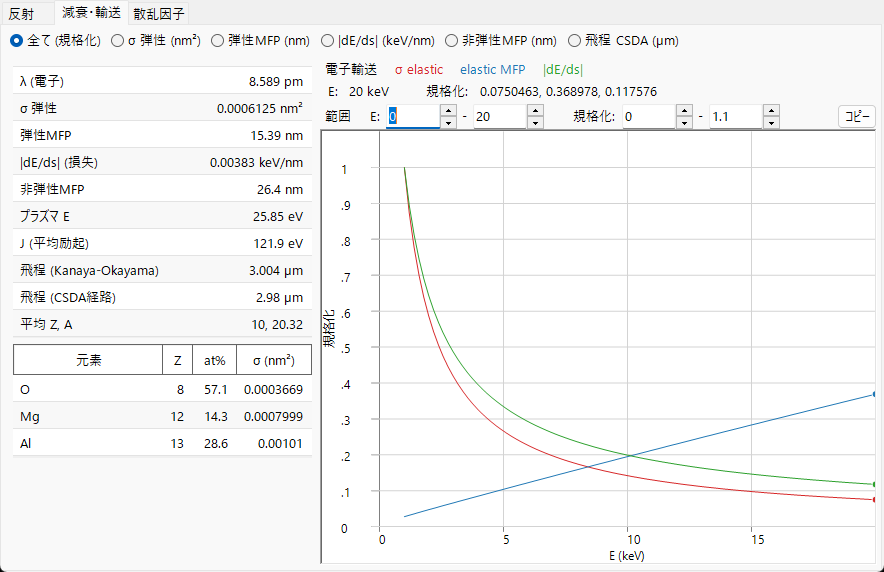 反射 減衰・輸送 散乱因子
全て (規格化) σ 弾性 (nm²) 弾性MFP (nm) |dE/ds| (keV/nm) 非弾性MFP (nm) 飛程 CSDA (μm)
λ (電子) 8.589 pm
σ 弾性 0.0006125 nm²
弾性MFP 15.39 nm
|dE/ds| (損失) 0.00383 keV/nm
非弾性MFP 26.4 nm
プラズマ E 25.85 eV
J (平均励起) 121.9 eV
飛程 (Kanaya-Okayama) 3.004 μm
飛程 (CSDA経路) 2.98 μm
平均 Z, A 10, 20.32
元素 Z at% σ (nm²)
O 8 57.1 0.0003669
Mg 12 14.3 0.0007999
Al 13 28.6 0.00101
電子輸送 σ elastic elastic MFP |dE/ds|
E: 20 keV 規格化: 0.0750463, 0.368978, 0.117576
範囲 E: 0 - 20 規格化: 0 - 1.1 コピー
規格化
1
.9
.8
.7
.6
.5
.4
.3
.2
.1
0
0 5 10 15
E (keV)